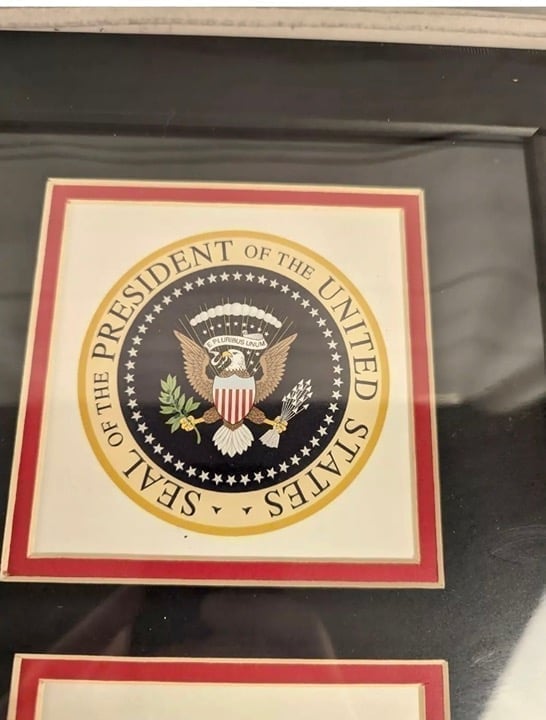 SEAL OF THE PRESIDENT OF THE UNITED STATES
E PLURIBUS UNUM